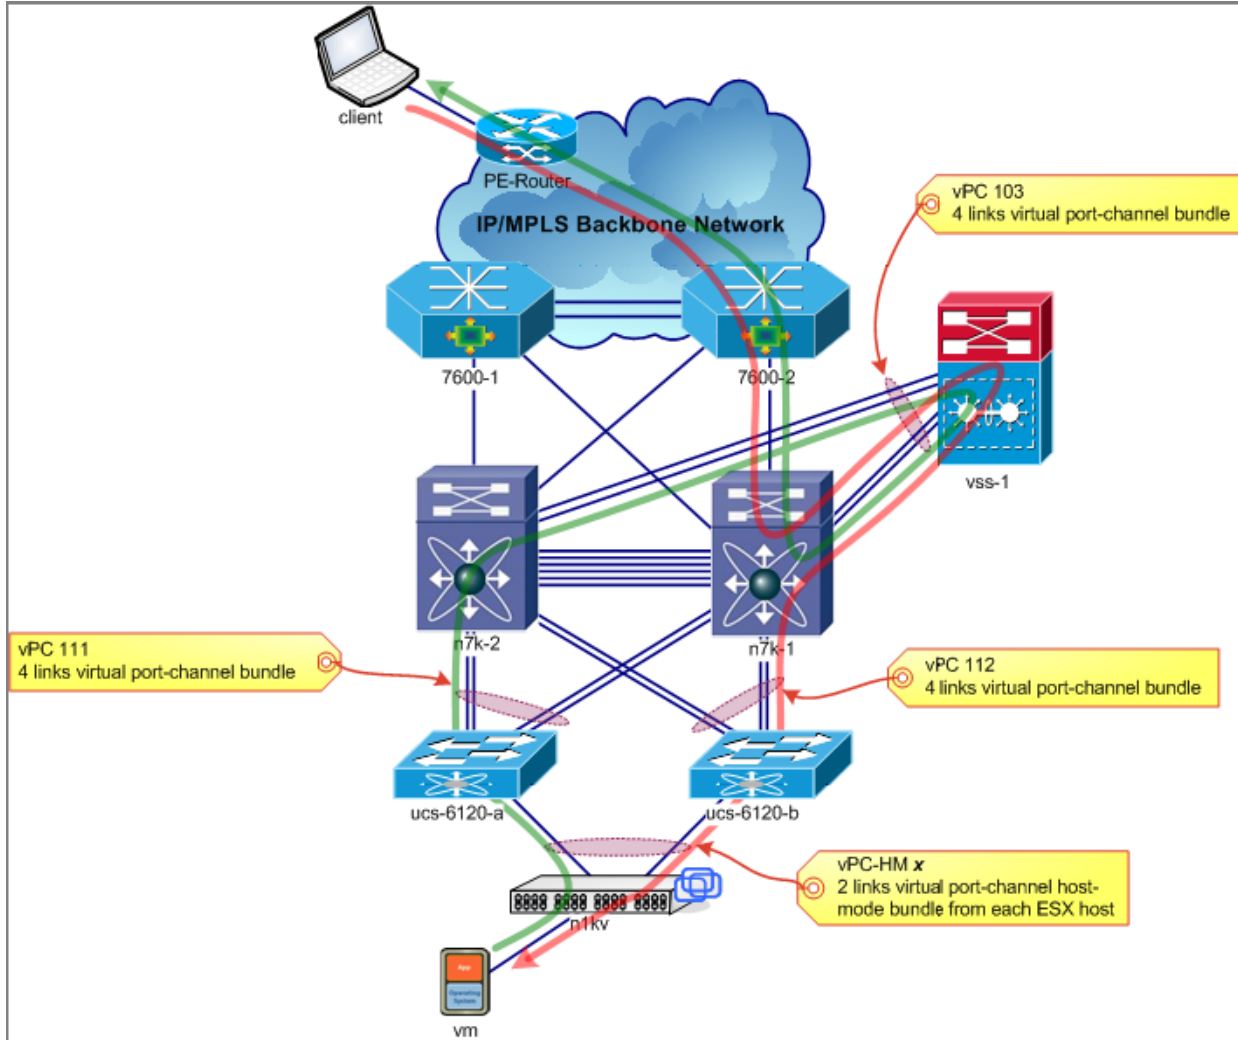 client
PE-Router
IP/MPLS Backbone Network
vPC 103
4 links virtual port-channel bundle
7600-1
7600-2
vss-1
n7k-2
n7k-1
vPC 111
4 links virtual port-channel bundle
vPC 112
4 links virtual port-channel bundle
ucs-6120-a
ucs-6120-b
vPC-HM x
2 links virtual port-channel host-
mode bundle from each ESX host
n1kv
App
Operating
System
vm